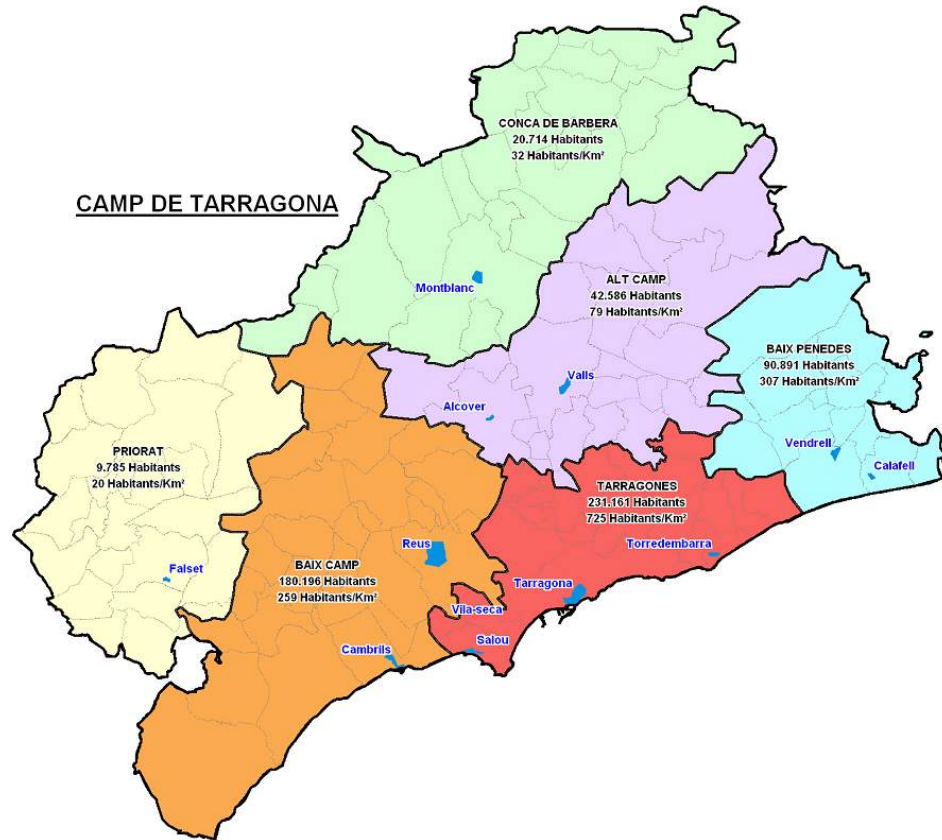 CONCA DE BARBERA
20.714 Habitants
32 Habitants/Km²
CAMP DE TARRAGONA
Montblanc
ALT CAMP
42.586 Habitants
79 Habitants/Km²
BAIX PENEDES
90.891 Habitants
307 Habitants/Km²
Valls
Alcover
Vendrell
Calafell
PRIORAT
9.785 Habitants
20 Habitants/Km²
TARRAGONES
231.161 Habitants
725 Habitants/Km²
Reus
Torredembarra
Falset
BAIX CAMP
180.196 Habitants
259 Habitants/Km²
Tarragona
Vila-seca
Salou
Cambrils